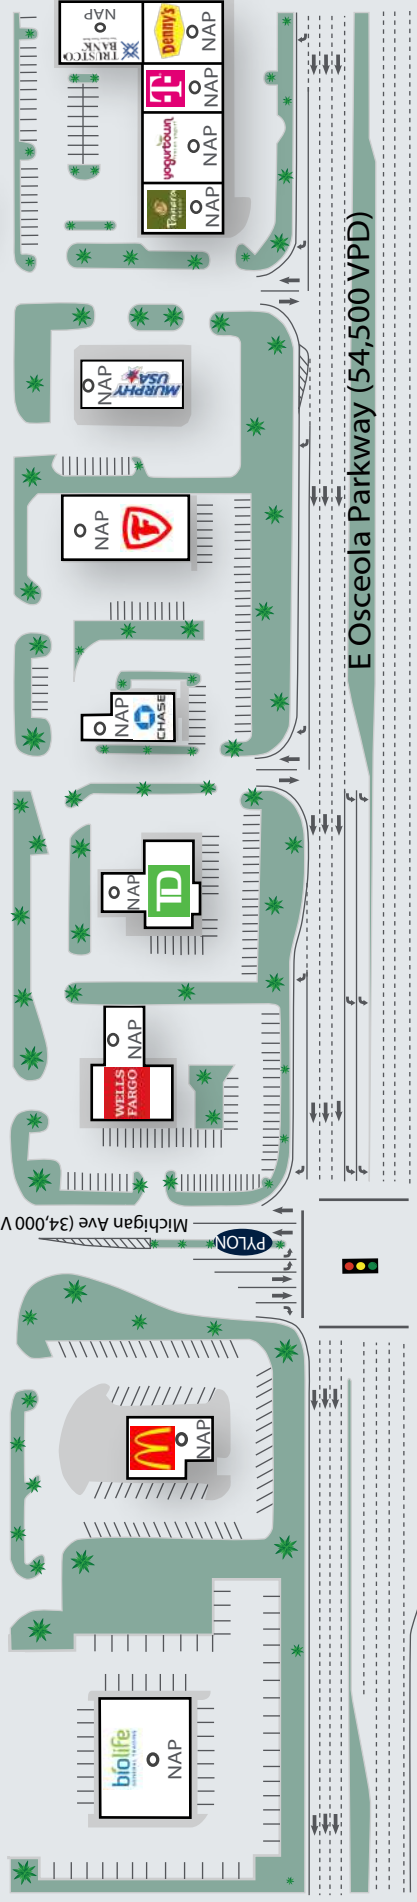 TRUSTCO
BANK
NAP
Denny's
NAP
T
NAP
yogurtown
NAP
Panera
NAP
MURPHY
USA
NAP
NAP
F
NAP
CHASE
NAP
TD
NAP
WELLS
FARGO
E Osceola Parkway (54,500 VPD)
Michigan Ave (34,000 V
PYLON
NAP
biolife
NAP